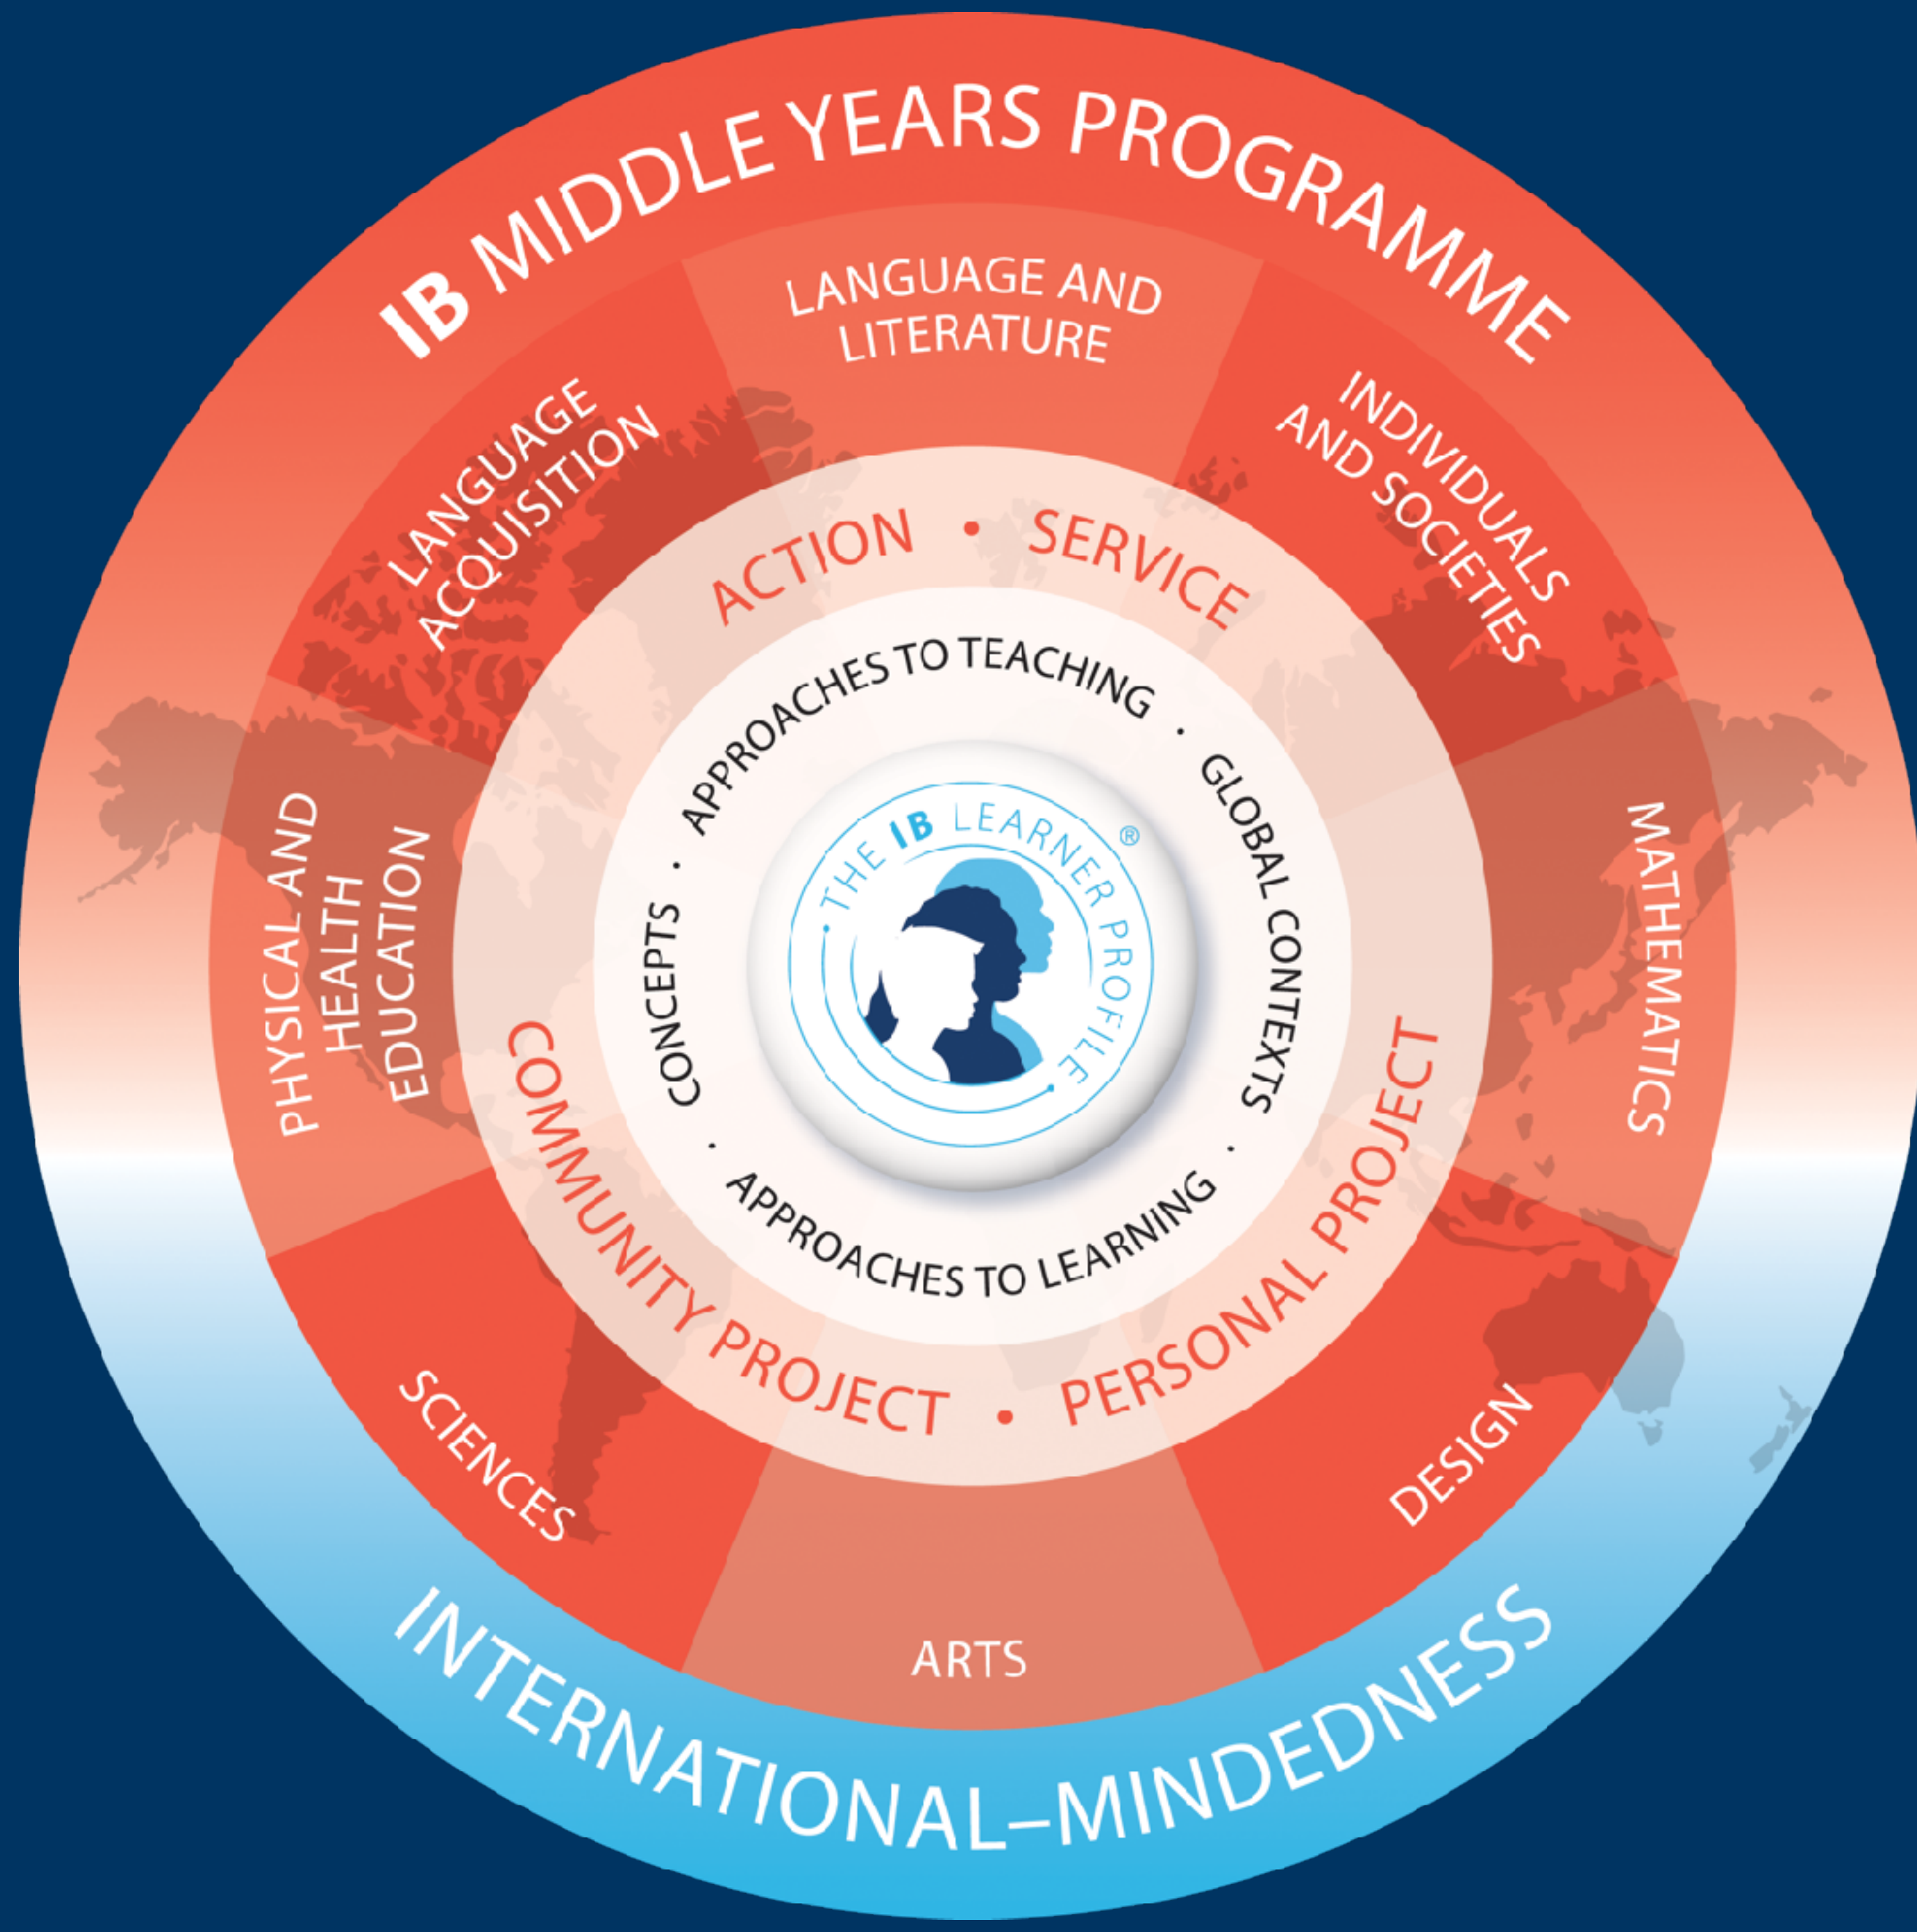 IB MIDDLE YEARS PROGRAMME
LANGUAGE AND
LITERATURE
INDIVIDUALS
AND SOCIETIES
MATHEMATICS
DESIGN
ARTS
SCIENCES
PHYSICAL AND
HEALTH
EDUCATION
LANGUAGE
ACQUISITION
ACTION • SERVICE
COMMUNITY PROJECT • PERSONAL PROJECT
APPROACHES TO TEACHING · GLOBAL CONTEXTS · APPROACHES TO LEARNING · CONCEPTS ·
THE IB LEARNER PROFILE ®
INTERNATIONAL–MINDEDNESS